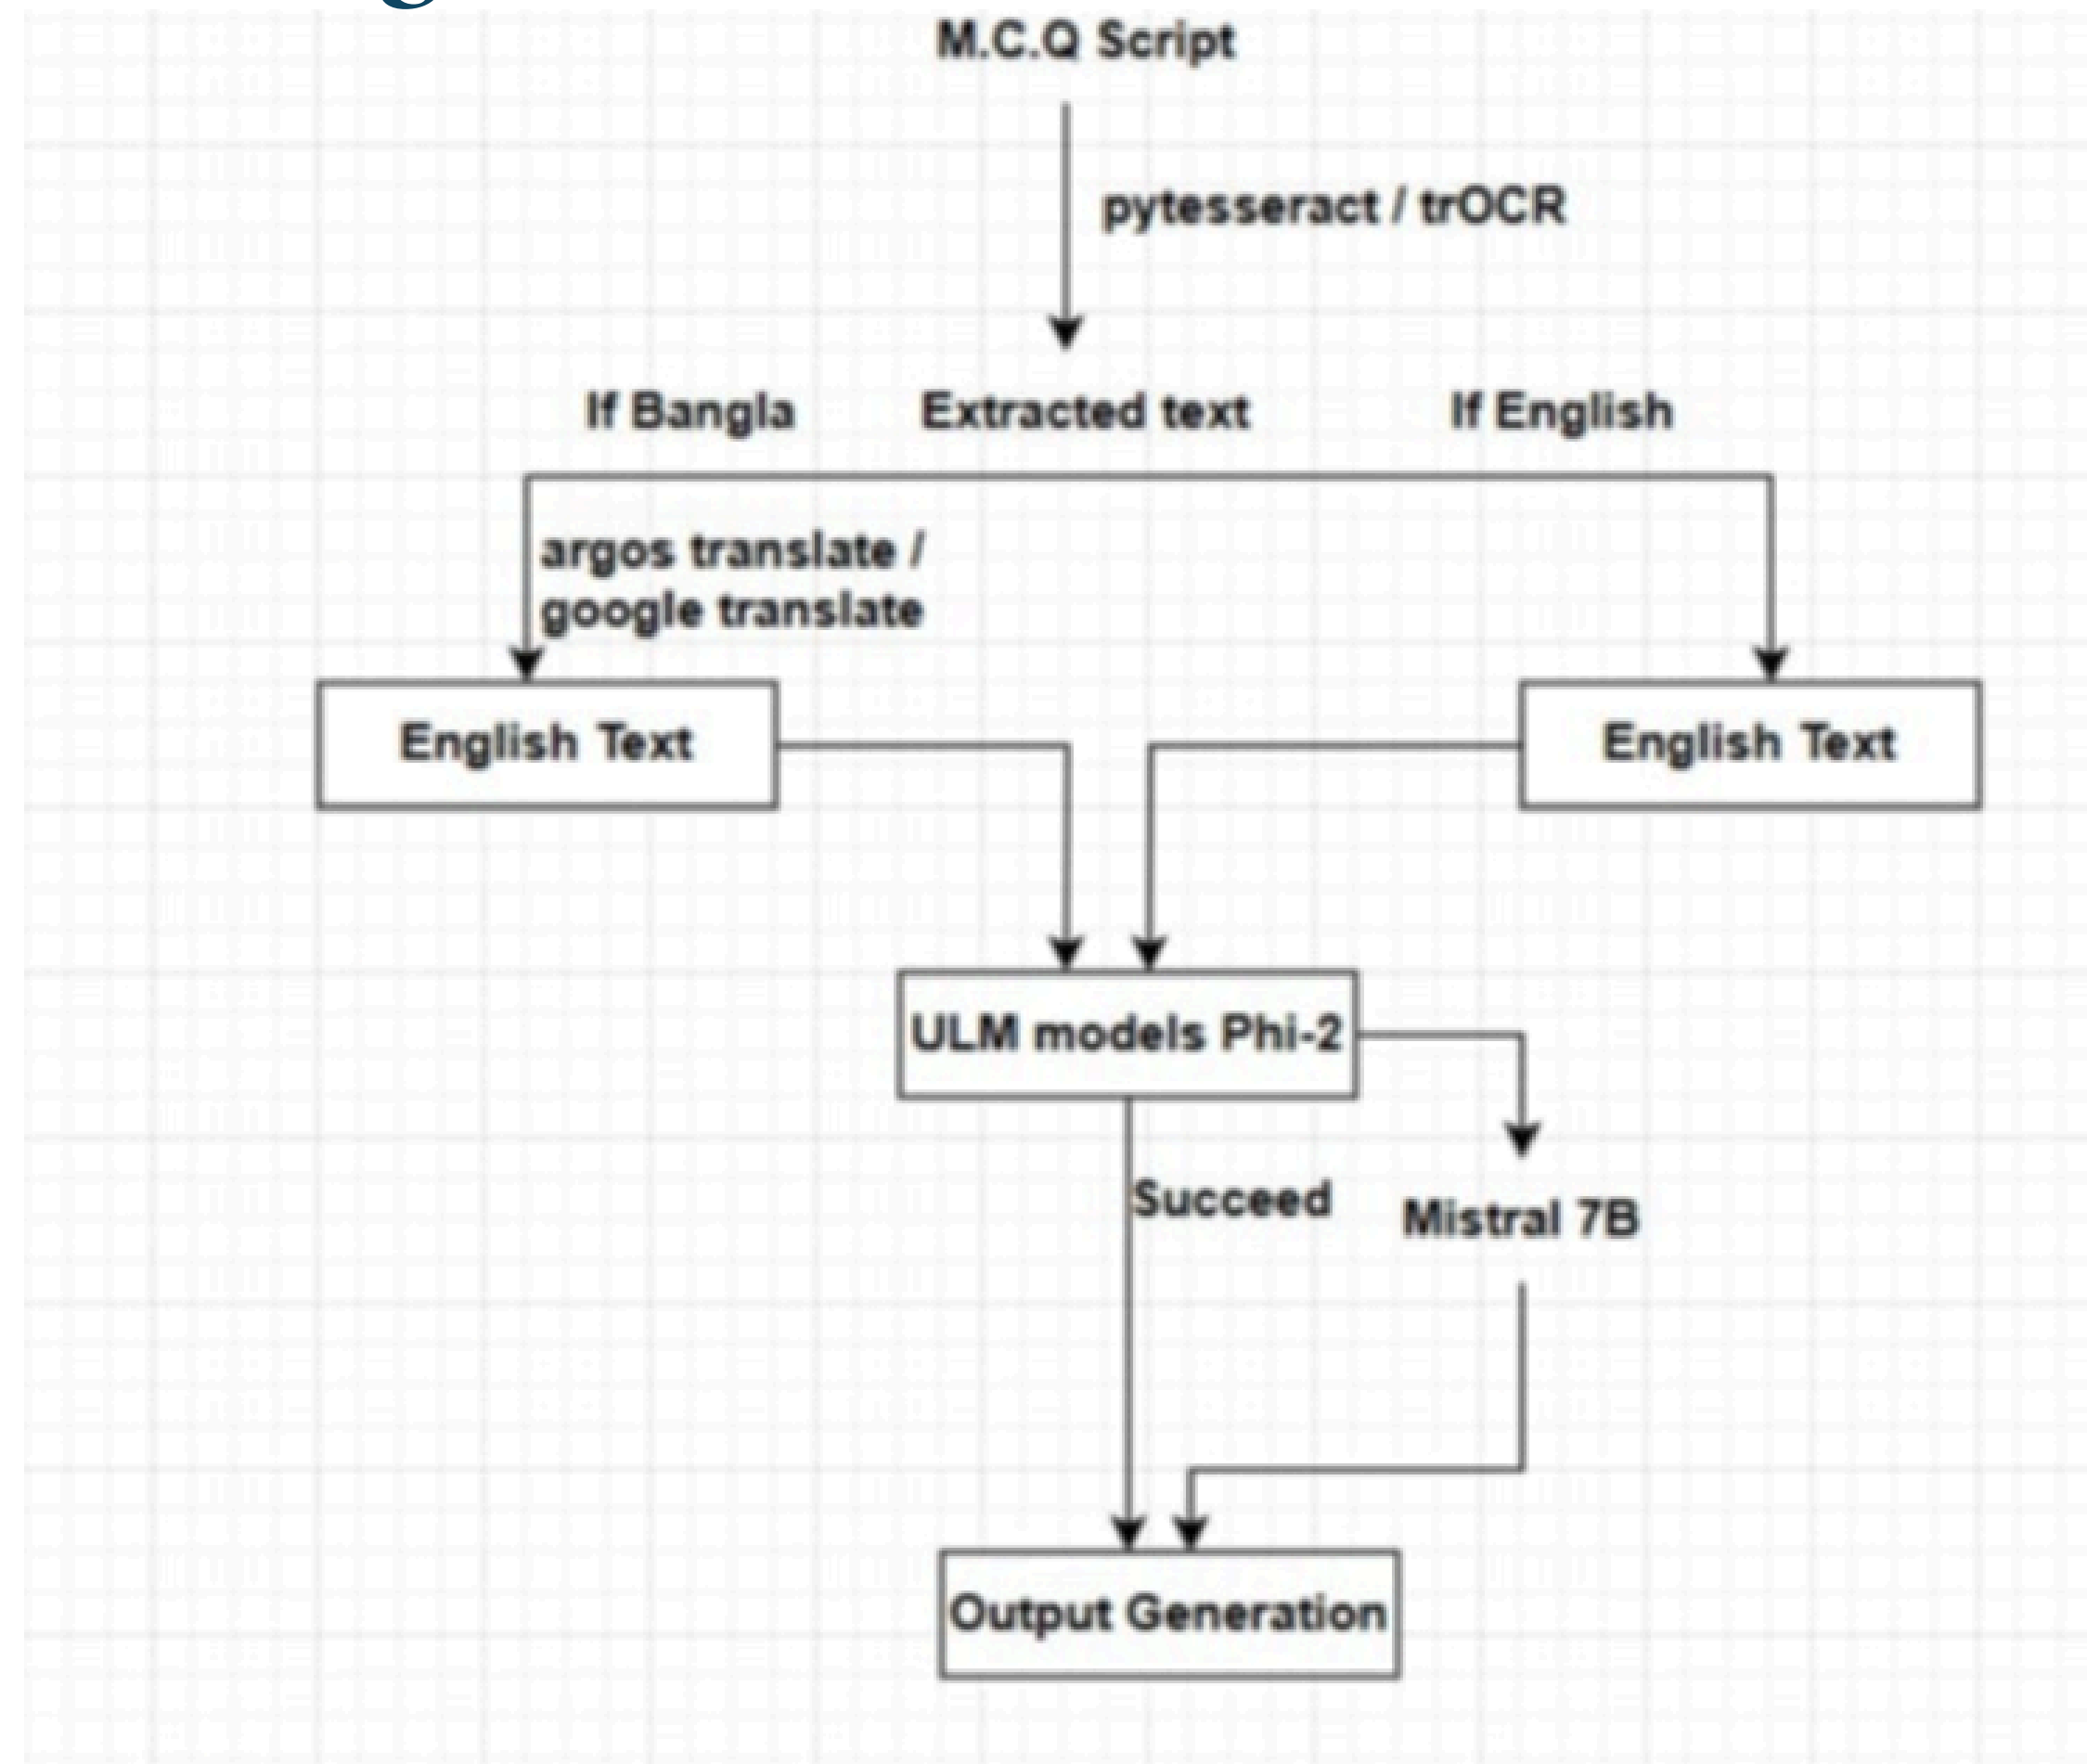 M.C.Q Script
pytesseract / trOCR
If Bangla
Extracted text
If English
argos translate /
google translate
English Text
English Text
ULM models Phi-2
Succeed
Mistral 7B
Output Generation